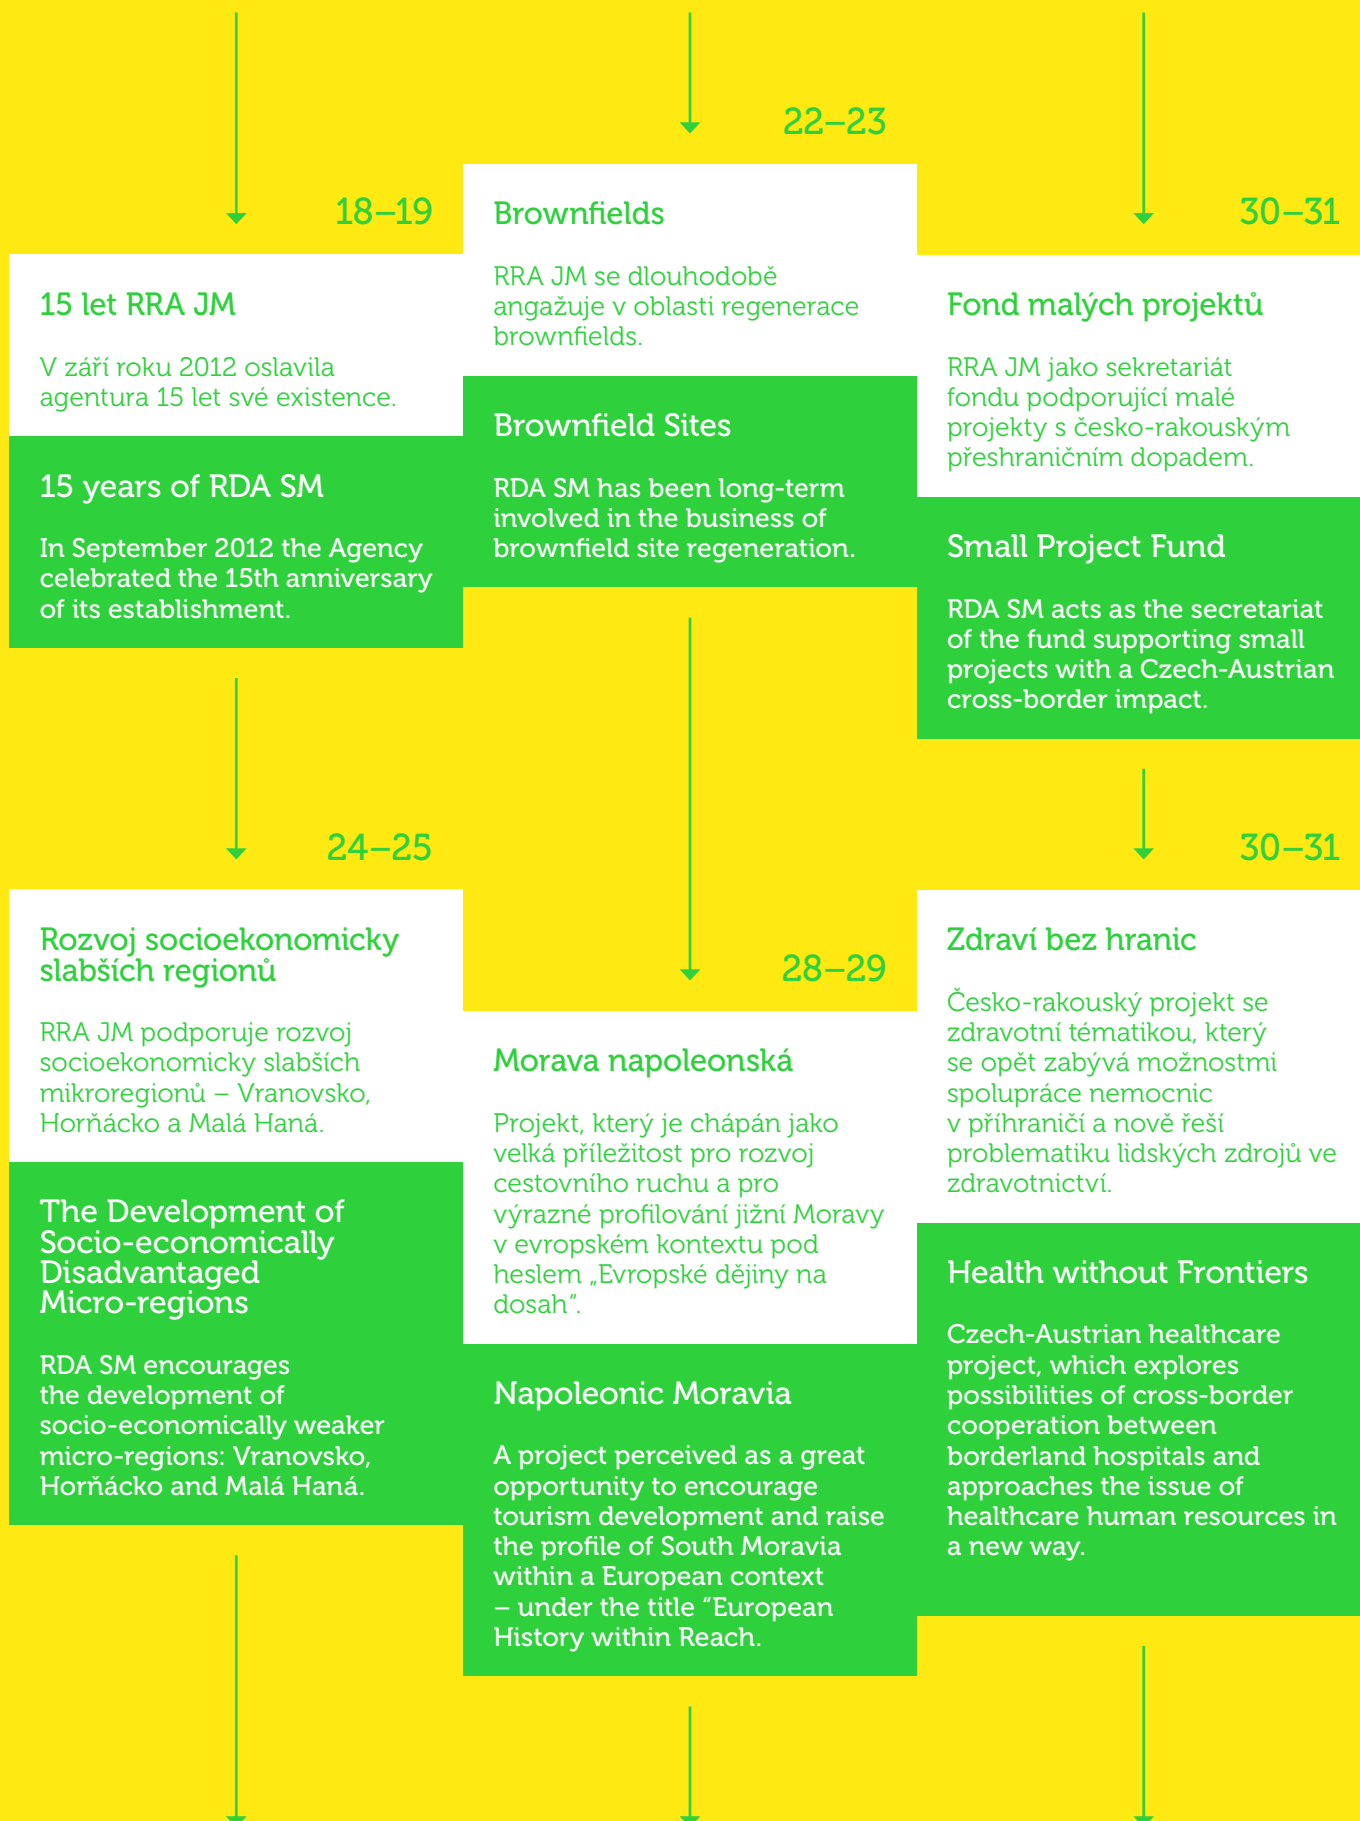 18–19
15 let RRA JM
V září roku 2012 oslavila
agentura 15 let své existence.
15 years of RDA SM
In September 2012 the Agency
celebrated the 15th anniversary
of its establishment.
24–25
Rozvoj socioekonomicky
slabších regionů
RRA JM podporuje rozvoj
socioekonomicky slabších
mikroregionů – Vranovsko,
Horňácko a Malá Haná.
The Development of
Socio-economically
Disadvantaged
Micro-regions
RDA SM encourages
the development of
socio-economically weaker
micro-regions: Vranovsko,
Horňácko and Malá Haná.
22–23
Brownfields
RRA JM se dlouhodobě
angažuje v oblasti regenerace
brownfields.
Brownfield Sites
RDA SM has been long-term
involved in the business of
brownfield site regeneration.
28–29
Morava napoleonská
Projekt, který je chápán jako
velká příležitost pro rozvoj
cestovního ruchu a pro
výrazné profilování jižní Moravy
v evropském kontextu pod
heslem „Evropské dějiny na
dosah“.
Napoleonic Moravia
A project perceived as a great
opportunity to encourage
tourism development and raise
the profile of South Moravia
within a European context
– under the title “European
History within Reach.
30–31
Fond malých projektů
RRA JM jako sekretariát
fondu podporující malé
projekty s česko-rakouským
přeshraničním dopadem.
Small Project Fund
RDA SM acts as the secretariat
of the fund supporting small
projects with a Czech-Austrian
cross-border impact.
30–31
Zdraví bez hranic
Česko-rakouský projekt se
zdravotní tématikou, který
se opět zabývá možnostmi
spolupráce nemocnic
v příhraničí a nově řeší
problematiku lidských zdrojů ve
zdravotnictví.
Health without Frontiers
Czech-Austrian healthcare
project, which explores
possibilities of cross-border
cooperation between
borderland hospitals and
approaches the issue of
healthcare human resources in
a new way.